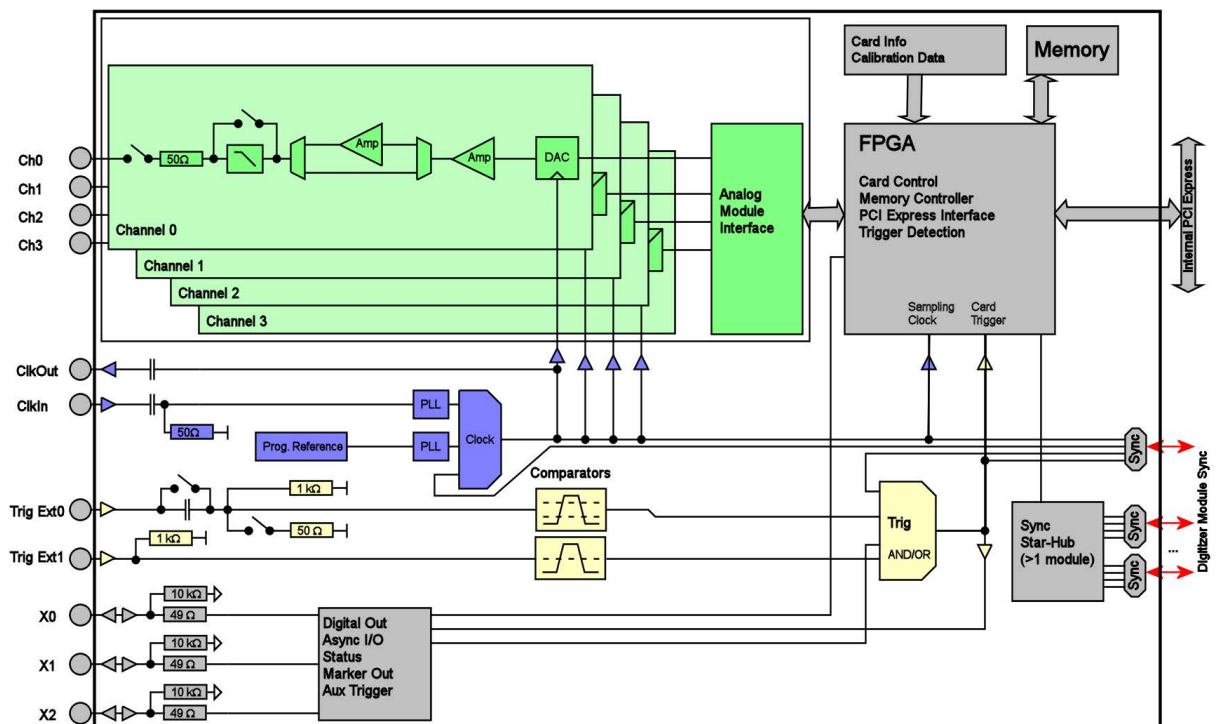 Card Info
Calibration Data
Memory
FPGA
Card Control
Memory Controller
PCI Express Interface
Trigger Detection
Sampling
Clock
Card
Trigger
Internal PCI Express
Ch0
Ch1
Ch2
Ch3
50Ω
Amp
Amp
DAC
Channel 0
Channel 1
Channel 2
Channel 3
Analog
Module
Interface
ClkOut
ClkIn
50Ω
PLL
Prog. Reference
PLL
Clock
Sync
Trig Ext0
1 kΩ
50 Ω
Comparators
Trig Ext1
1 kΩ
Trig
AND/OR
Sync
Star-Hub
(>1 module)
Sync
...
Sync
Digitizer Module Sync
X0
10 kΩ
49 Ω
X1
10 kΩ
49 Ω
X2
10 kΩ
49 Ω
Digital Out
Async I/O
Status
Marker Out
Aux Trigger